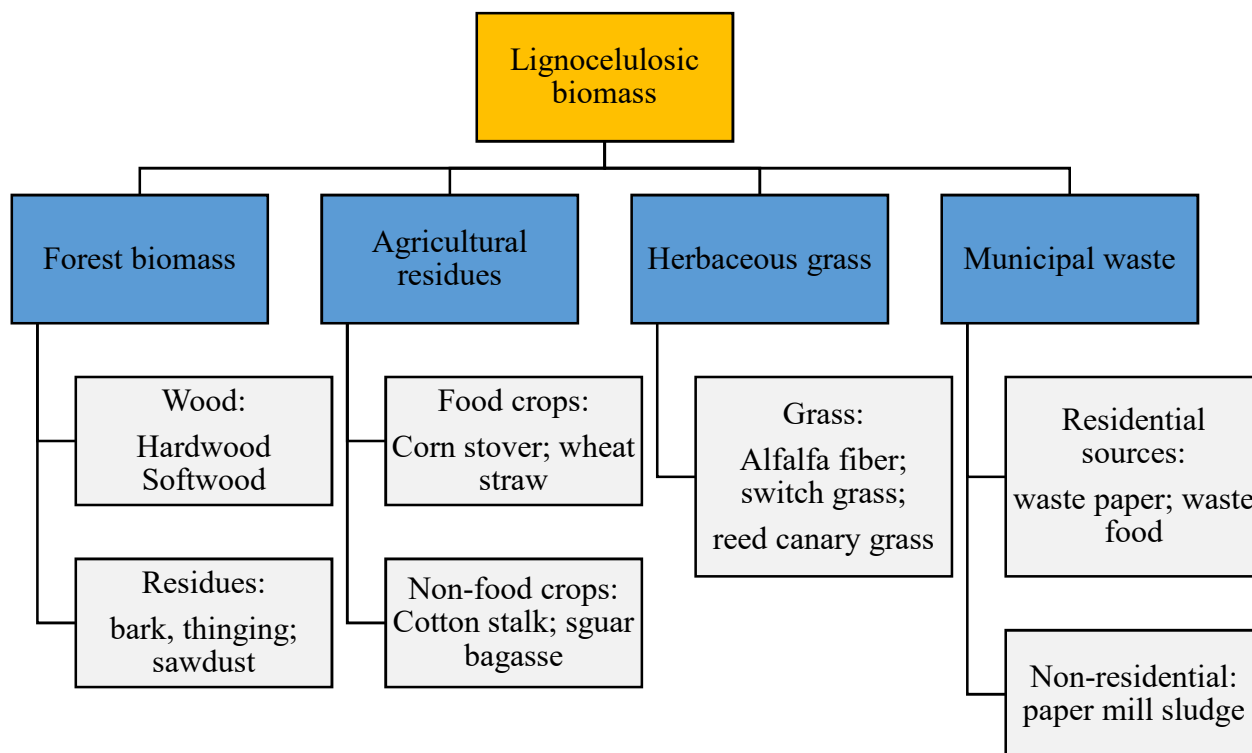 Lignocelulosic
biomass
Forest biomass
Agricultural
residues
Herbaceous grass
Municipal waste
Wood:
Hardwood
Softwood
Residues:
bark, thinging;
sawdust
Food crops:
Corn stover; wheat
straw
Non-food crops:
Cotton stalk; sguar
bagasse
Grass:
Alfalfa fiber;
switch grass;
reed canary grass
Residential
sources:
waste paper; waste
food
Non-residential:
paper mill sludge